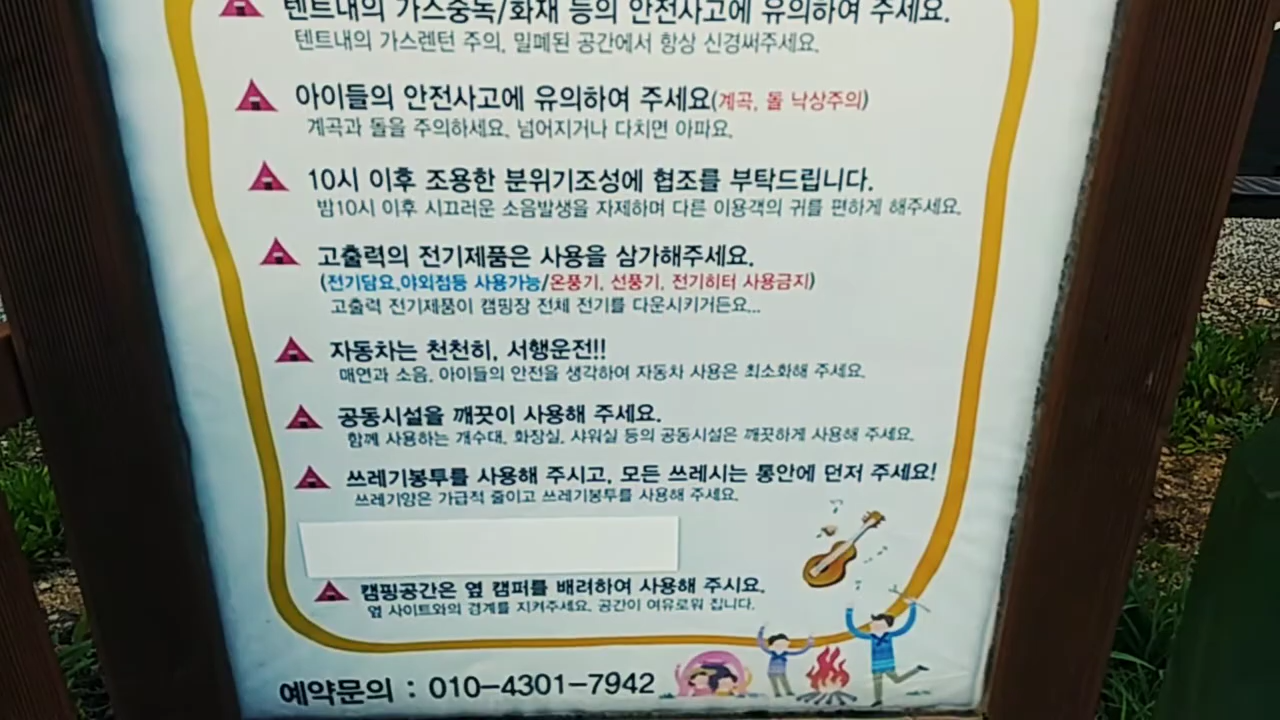 텐트내의 가스중독/화재 등의 안전사고에 유의하여 주세요.
텐트내의 가스렌턴 주의, 밀폐된 공간에서 항상 신경써주세요.
아이들의 안전사고에 유의하여 주세요(계곡, 돌 낙상주의)
계곡과 돌을 주의하세요. 넘어지거나 다치면 아파요.
10시 이후 조용한 분위기조성에 협조를 부탁드립니다.
밤10시 이후 시끄러운 소음발생을 자제하며 다른 이용객의 귀를 편하게 해주세요.
고출력의 전기제품은 사용을 삼가해주세요.
(전기담요,야외점등 사용가능/온풍기, 선풍기, 전기히터 사용금지)
고출력 전기제품이 캠핑장 전체 전기를 다운시키거든요...
자동차는 천천히, 서행운전!!
매연과 소음, 아이들의 안전을 생각하여 자동차 사용은 최소화해 주세요.
공동시설을 깨끗이 사용해 주세요.
함께 사용하는 개수대, 화장실, 샤워실 등의 공동시설은 깨끗하게 사용해 주세요.
쓰레기봉투를 사용해 주시고, 모든 쓰레시는 통안에 던저 주세요!
쓰레기양은 가급적 줄이고 쓰레기봉투를 사용해 주세요.
캠핑공간은 옆 캠퍼를 배려하여 사용해 주시요.
옆 사이트와의 경계를 지켜주세요. 공간이 여유로워 집니다.
예약문의 : 010-4301-7942